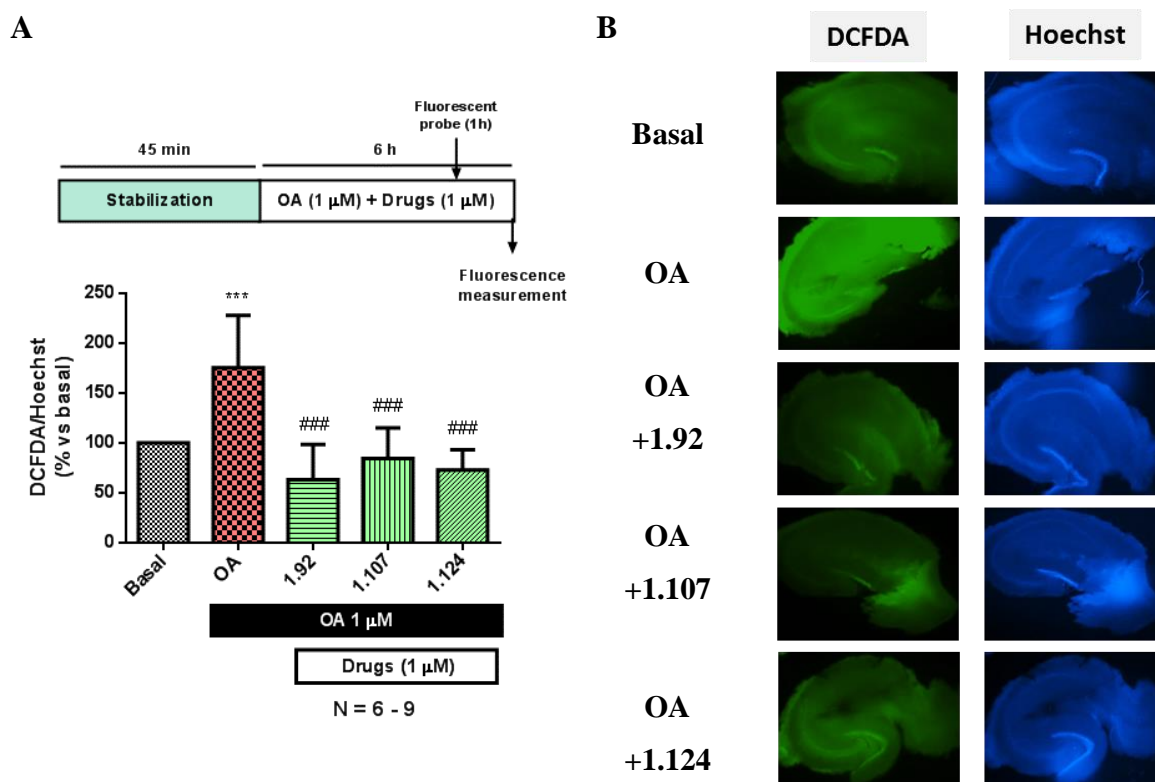 A
Fluorescent
probe (1h)
45 min
6 h
Stabilization
OA (1 μM) + Drugs (1 μM)
Fluorescence
measurement
DCFDA/Hoechst
(% vs basal)
250
200
150
100
50
0
***
###
###
###
Basal
OA
1.92
1.107
1.124
OA 1 μM
Drugs (1 μM)
N = 6 - 9
B
DCFDA
Hoechst
Basal
OA
OA
+1.92
OA
+1.107
OA
+1.124